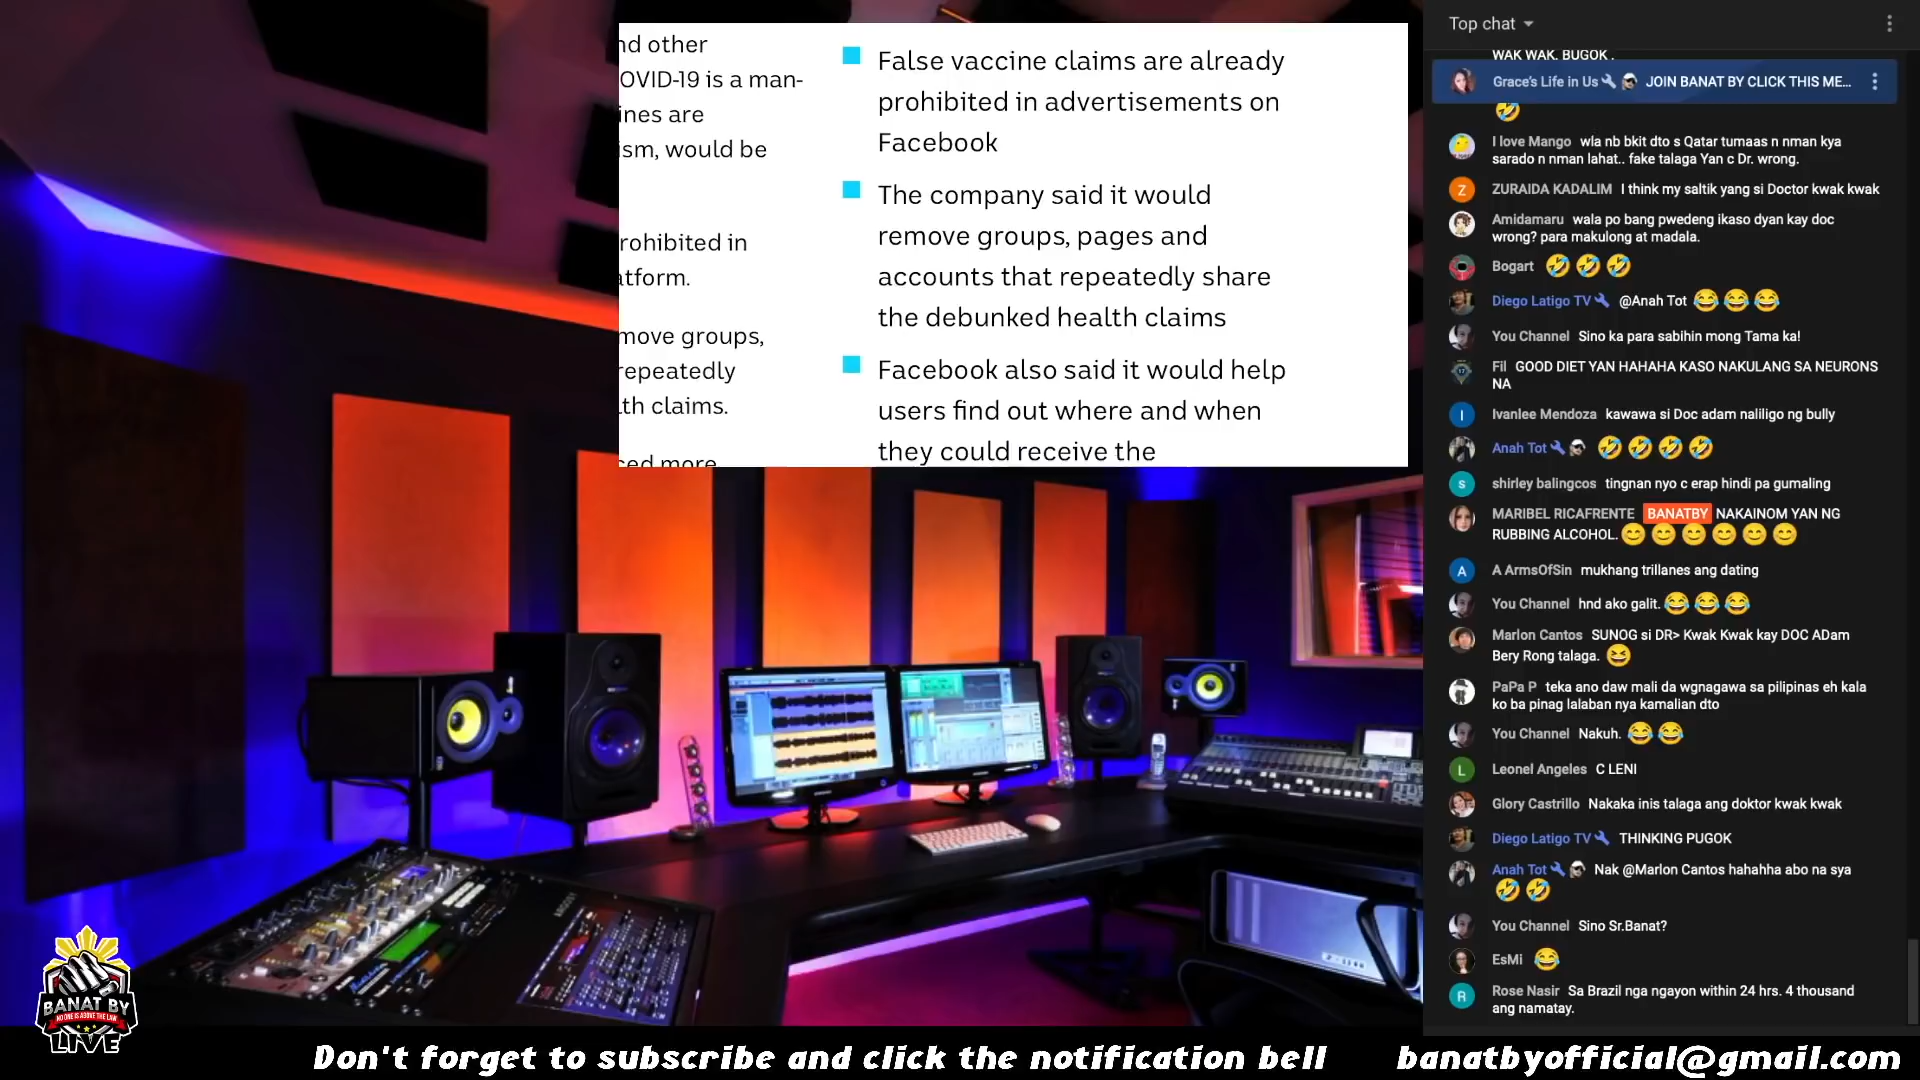 nd other
OVID-19 is a man-
ines are
ism, would be
rohibited in
atform.
move groups,
repeatedly
lth claims.
ced more
False vaccine claims are already
prohibited in advertisements on
Facebook
The company said it would
remove groups, pages and
accounts that repeatedly share
the debunked health claims
Facebook also said it would help
users find out where and when
they could receive the
Top chat
WAK WAK. BUGOK .
Grace's Life in Us JOIN BANAT BY CLICK THIS ME...
I love Mango wla nb bkit dto s Qatar tumaas n nman kya
sarado n nman lahat.. fake talaga Yan c Dr. wrong.
Z
ZURAIDA KADALIM I think my saltik yang si Doctor kwak kwak
Amidamaru wala po bang pwedeng ikaso dyan kay doc
wrong? para makulong at madala.
Bogart 🤣🤣🤣
Diego Latigo TV @Anah Tot 😂😂😂
You Channel Sino ka para sabihin mong Tama ka!
Fil GOOD DIET YAN HAHAHA KASO NAKULANG SA NEURONS
NA
I
Ivanlee Mendoza kawawa si Doc adam naliligo ng bully
Anah Tot 🤣🤣🤣🤣
s
shirley balingcos tingnan nyo c erap hindi pa gumaling
MARIBEL RICAFRENTE BANATBY NAKAINOM YAN NG
RUBBING ALCOHOL. 😊😊😊😊😊😊
A
A ArmsOfSin mukhang trillanes ang dating
You Channel hnd ako galit. 😂😂😂
Marlon Cantos SUNOG si DR> Kwak Kwak kay DOC ADam
Bery Rong talaga. 😆
PaPa P teka ano daw mali da wgnagawa sa pilipinas eh kala
ko ba pinag lalaban nya kamalian dto
You Channel Nakuh. 😂😂
L
Leonel Angeles C LENI
Glory Castrillo Nakaka inis talaga ang doktor kwak kwak
Diego Latigo TV THINKING PUGOK
Anah Tot Nak @Marlon Cantos hahahha abo na sya
🤣🤣
You Channel Sino Sr.Banat?
EsMi 😂
R
Rose Nasir Sa Brazil nga ngayon within 24 hrs. 4 thousand
ang namatay.
BANAT BY
NO ONE IS ABOVE THE LAW
LIVE
Don't forget to subscribe and click the notification bell
banatbyofficial@gmail.com